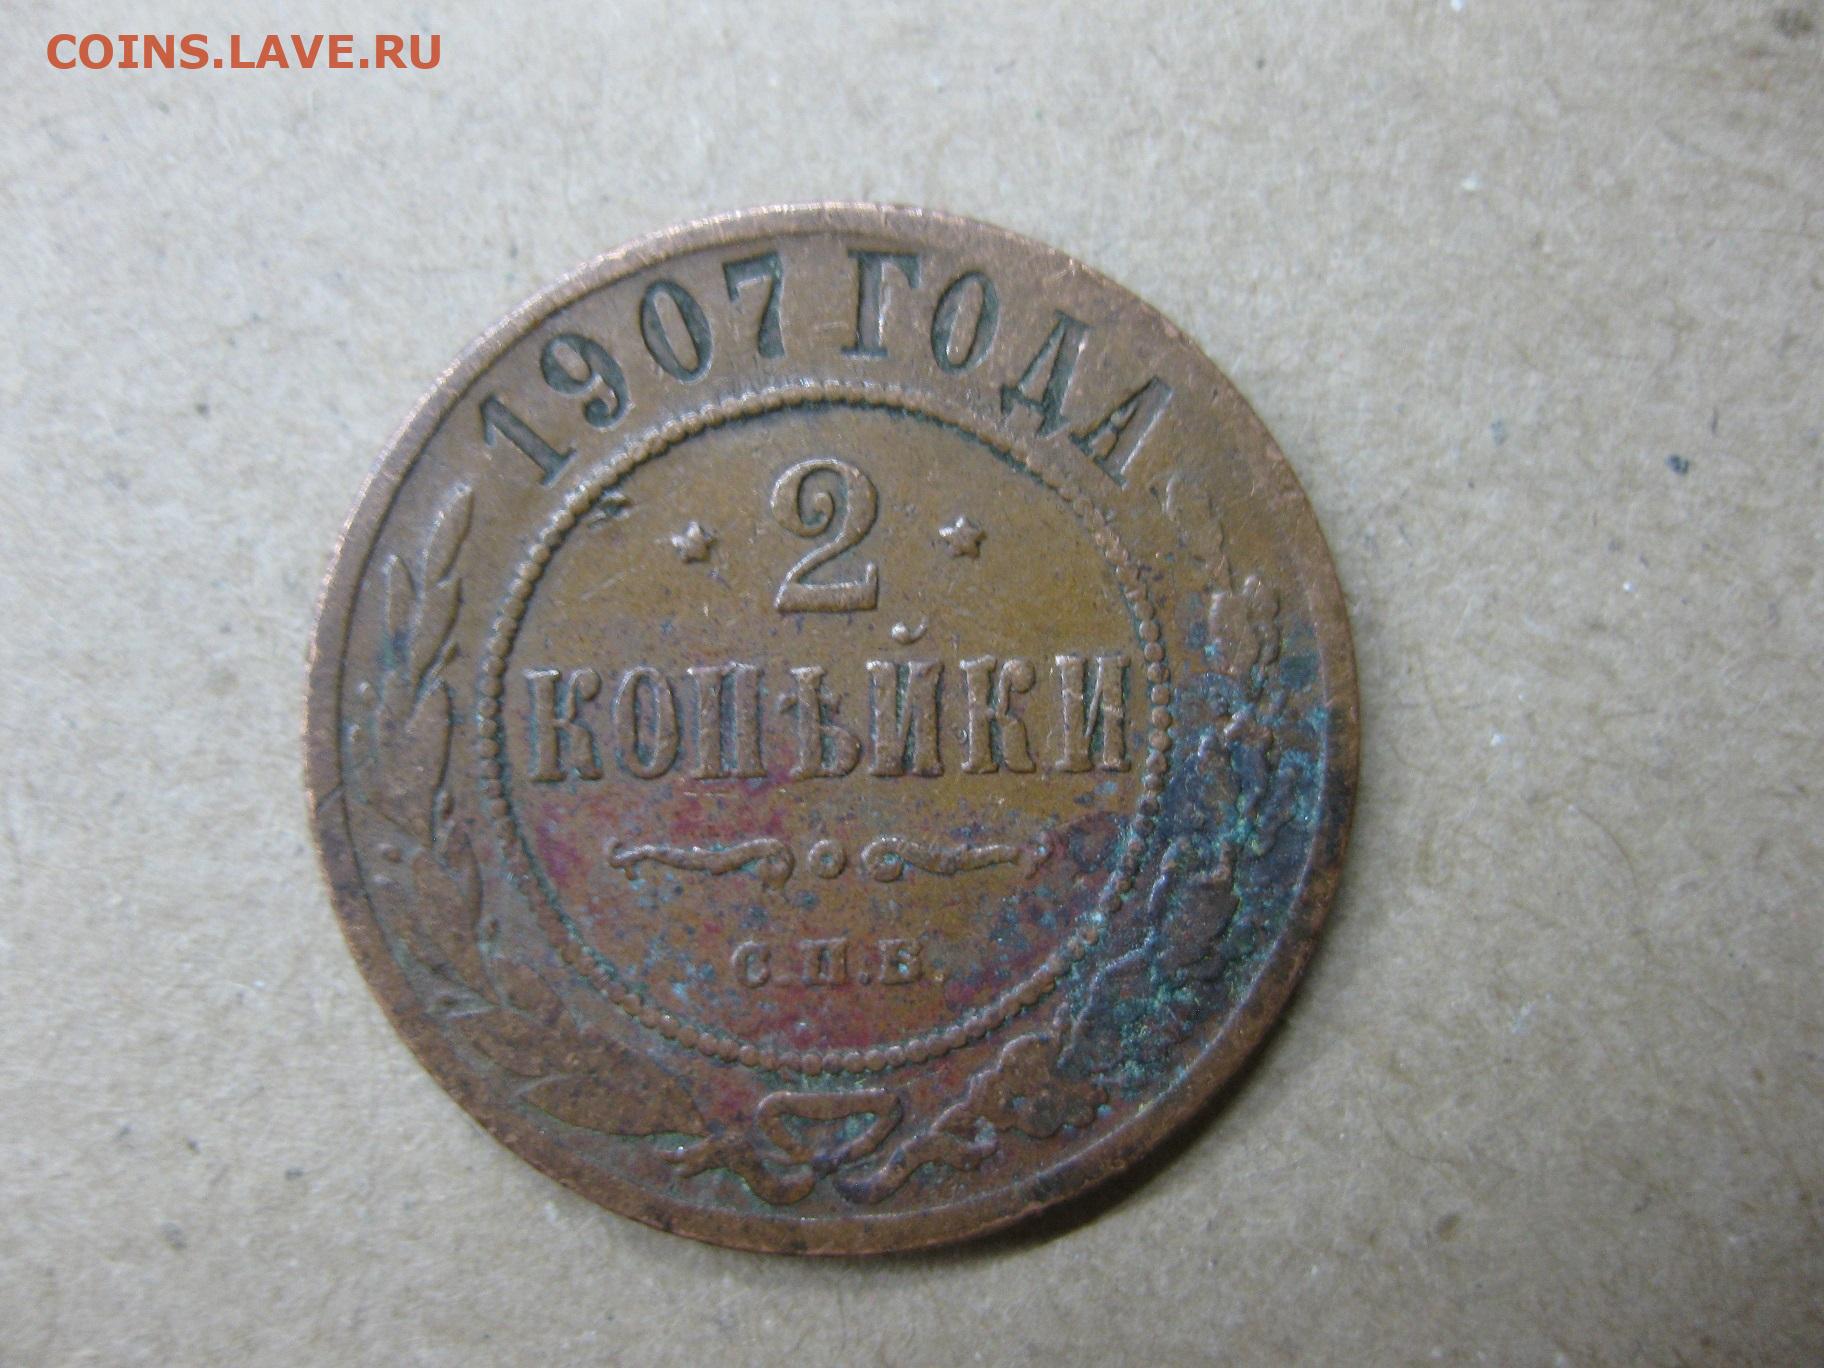 COINS.LAVE.RU
1907 ГОДА
2
КОПѢЙКИ
С.П.Б.